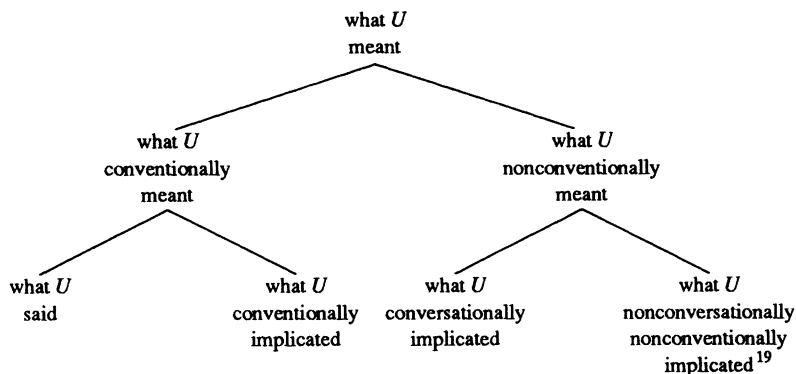 what U
meant
what U
conventionally
meant
what U
nonconventionally
meant
what U
said
what U
conventionally
implicated
what U
conversationally
implicated
what U
nonconversationally
nonconventionally
implicated19